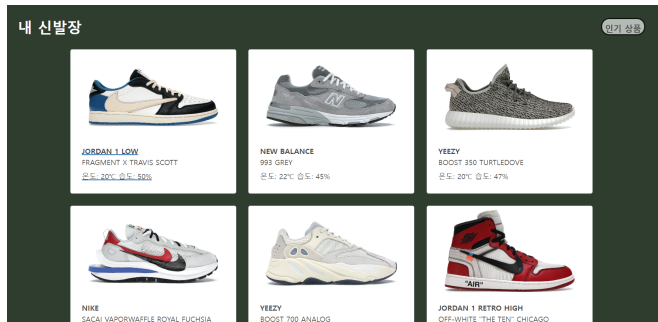 내 신발장
인기 상품
JORDAN 1 LOW
FRAGMENT X TRAVIS SCOTT
온도: 20℃ 습도: 50%
NEW BALANCE
993 GREY
온도: 22℃ 습도: 45%
YEEZY
BOOST 350 TURTLEDOVE
온도: 20℃ 습도: 47%
"AIR"
NIKE
SACAI VAPORWAFFLE ROYAL FUCHSIA
YEEZY
BOOST 700 ANALOG
JORDAN 1 RETRO HIGH
OFF-WHITE "THE TEN" CHICAGO